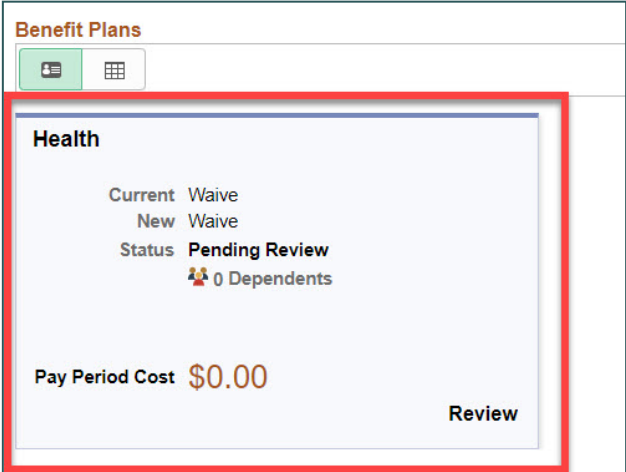 Benefit Plans
Health
Current Waive
New Waive
Status Pending Review
0 Dependents
Pay Period Cost $0.00
Review